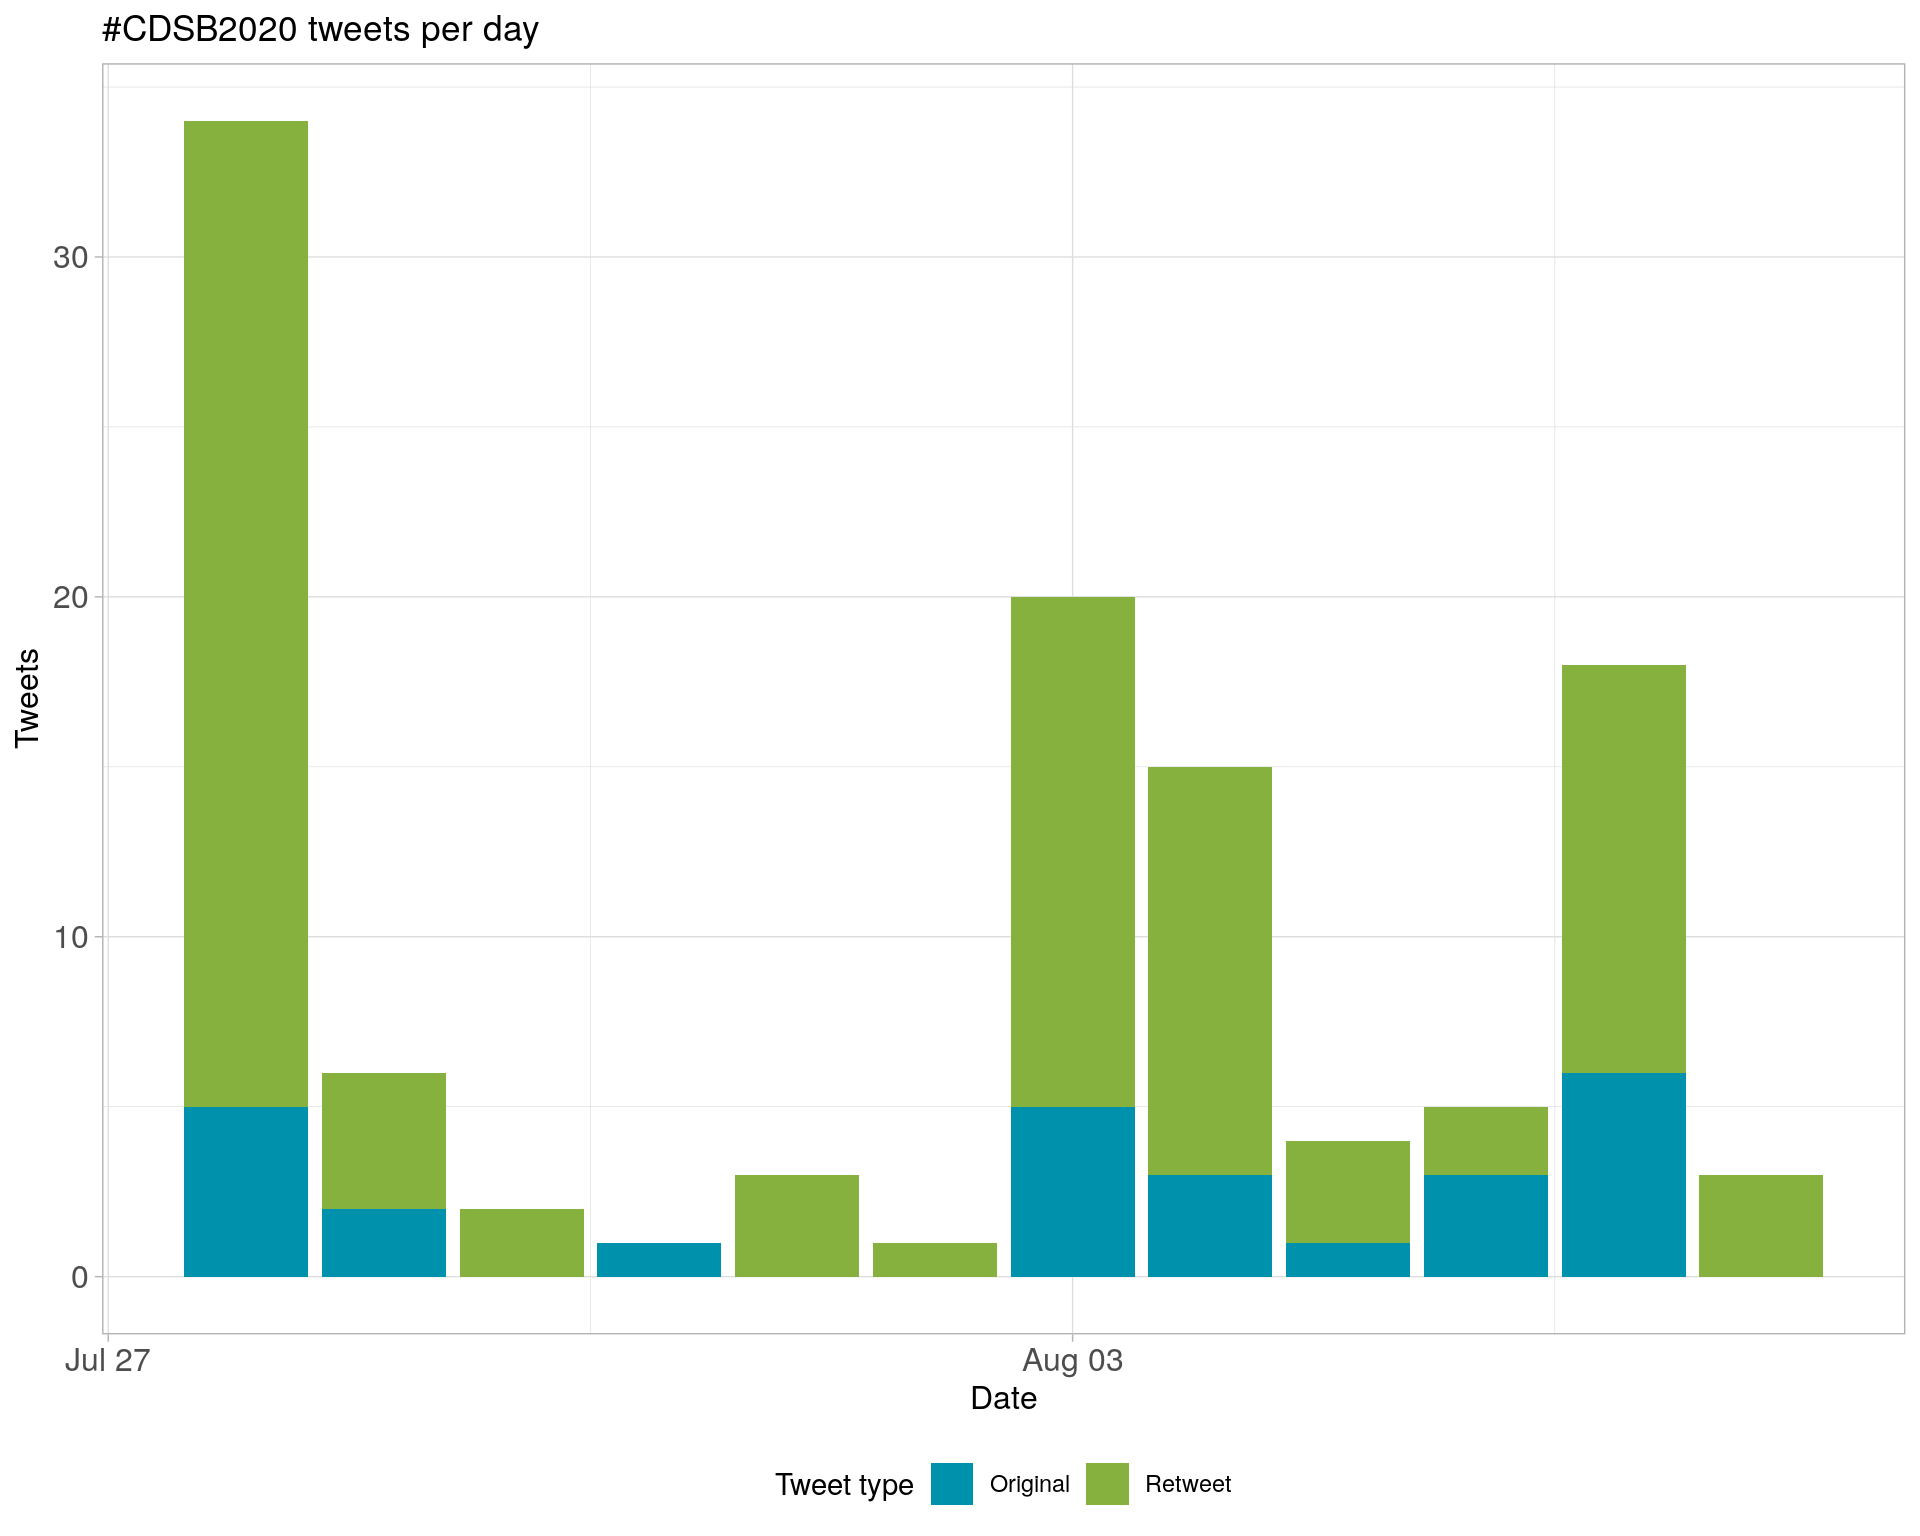 #CDSB2020 tweets per day
30
20
10
0
Tweets
Jul 27
Aug 03
Date
Tweet type
Original
Retweet